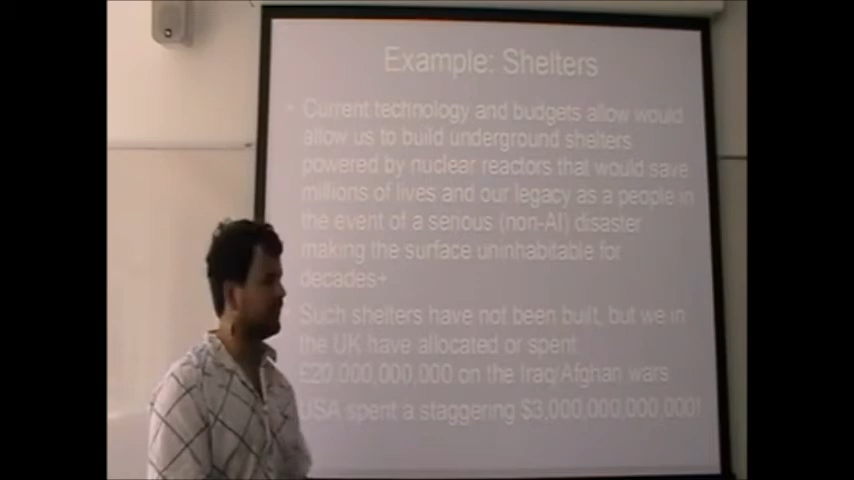 Example: Shelters
Current technology and budgets allow would
allow us to build underground shelters
powered by nuclear reactors that would save
millions of lives and our legacy as a people in
the event of a serious (non-AI) disaster
making the surface uninhabitable for
decades+
Such shelters have not been built, but we in
the UK have allocated or spent
£20,000,000,000 on the Iraq/Afghan wars
USA spent a staggering $3,000,000,000,000!